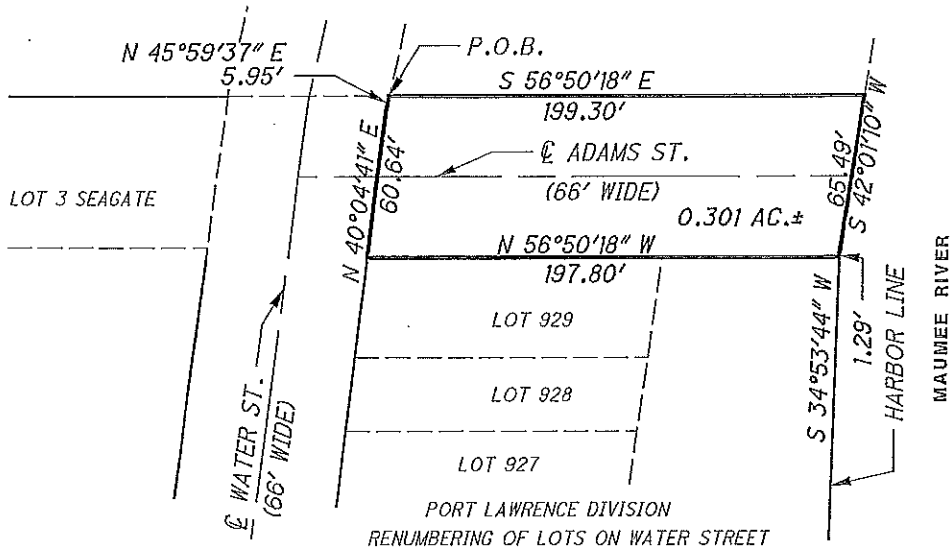 N 45°59'37" E
5.95'
P.O.B.
S 56°50'18" E
199.30'
N 40°04'41" E
60.64'
℄ ADAMS ST.
(66' WIDE)
65.49'
S 42°01'10" W
LOT 3 SEAGATE
0.301 AC.±
N 56°50'18" W
197.80'
LOT 929
LOT 928
LOT 927
℄ WATER ST.
(66' WIDE)
S 34°53'44" W
1.29'
HARBOR LINE
MAUMEE RIVER
PORT LAWRENCE DIVISION
RENUMBERING OF LOTS ON WATER STREET